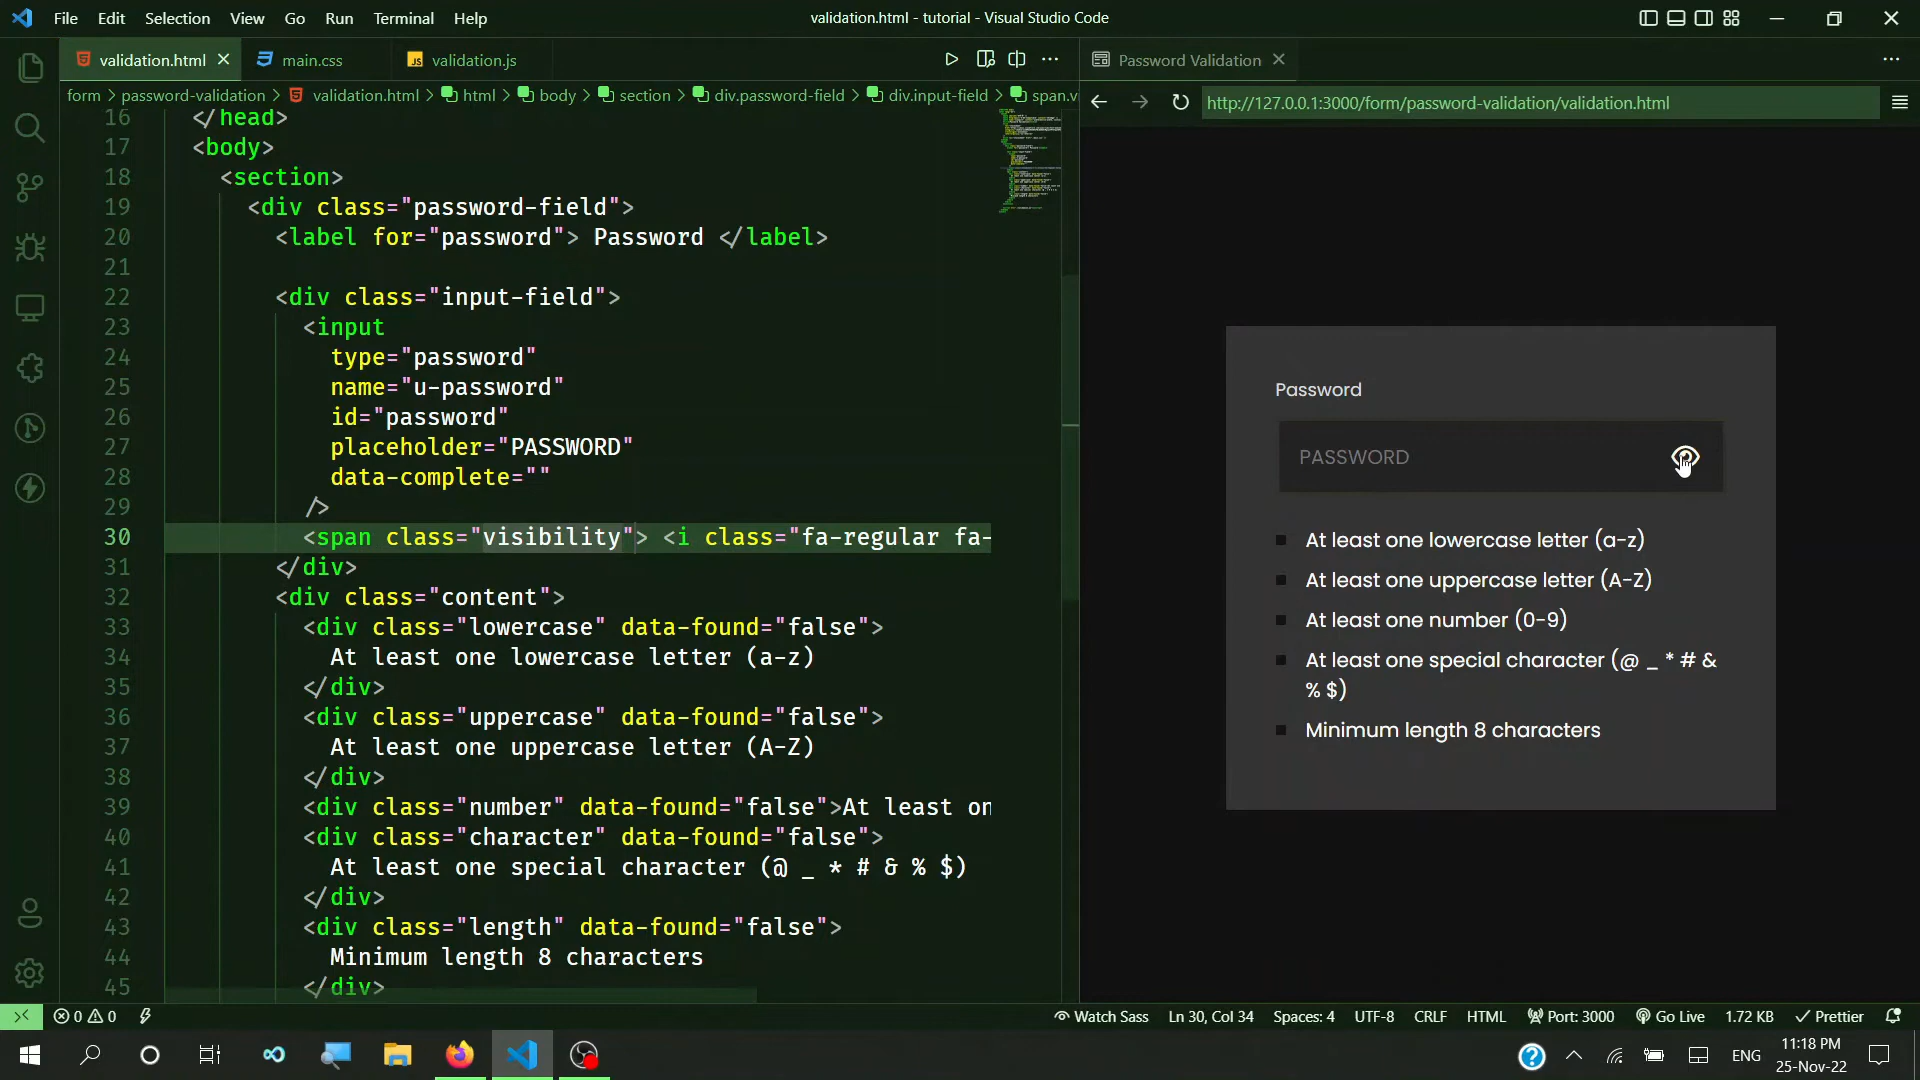 File Edit Selection View Go Run Terminal Help
validation.html - tutorial - Visual Studio Code
validation.html main.css validation.js
Password Validation
form > password-validation > validation.html > html > body > section > div.password-field > div.input-field > span.v
http://127.0.0.1:3000/form/password-validation/validation.html
16 </head>
17 <body>
18 <section>
19 <div class="password-field">
20 <label for="password"> Password </label>
21
22 <div class="input-field">
23 <input
24 type="password"
25 name="u-password"
26 id="password"
27 placeholder="PASSWORD"
28 data-complete=""
29 />
30 <span class="visibility"> <i class="fa-regular fa-
31 </div>
32 <div class="content">
33 <div class="lowercase" data-found="false">
34 At least one lowercase letter (a-z)
35 </div>
36 <div class="uppercase" data-found="false">
37 At least one uppercase letter (A-Z)
38 </div>
39 <div class="number" data-found="false">At least on
40 <div class="character" data-found="false">
41 At least one special character (@ _ * # & % $)
42 </div>
43 <div class="length" data-found="false">
44 Minimum length 8 characters
45 </div>
Password
PASSWORD
At least one lowercase letter (a-z)
At least one uppercase letter (A-Z)
At least one number (0-9)
At least one special character (@ _ * # &
% $)
Minimum length 8 characters
0 0
Watch Sass Ln 30, Col 34 Spaces: 4 UTF-8 CRLF HTML Port: 3000 Go Live 1.72 KB Prettier
ENG
11:18 PM
25-Nov-22